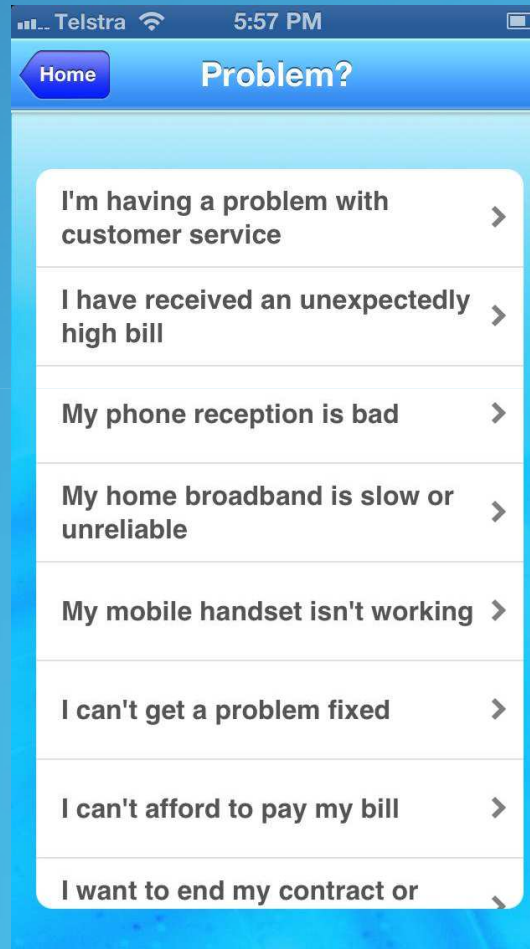 Telstra 5:57 PM
Home Problem?
I'm having a problem with
customer service
I have received an unexpectedly
high bill
My phone reception is bad
My home broadband is slow or
unreliable
My mobile handset isn't working
I can't get a problem fixed
I can't afford to pay my bill
I want to end my contract or